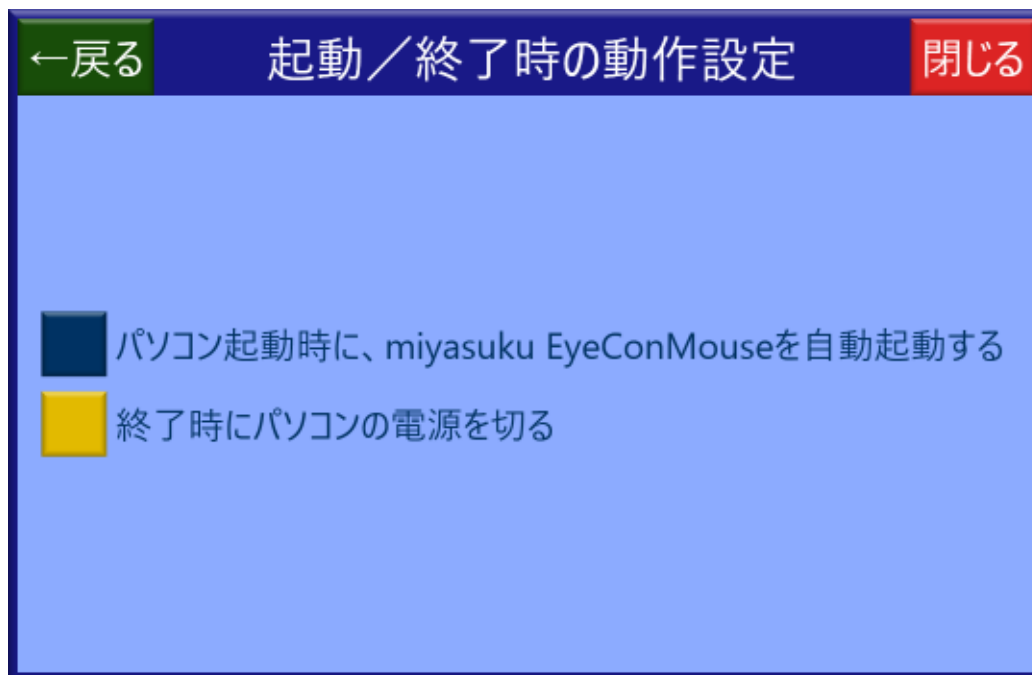 ←戻る
起動／終了時の動作設定
閉じる
パソコン起動時に、miyasuku EyeConMouseを自動起動する
終了時にパソコンの電源を切る